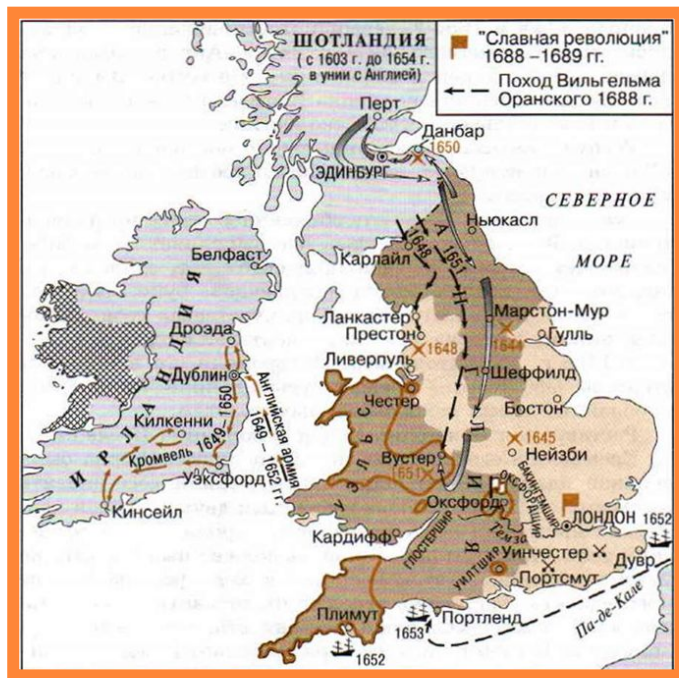 ШОТЛАНДИЯ
( с 1603 г. до 1654 г.
в унии с Англией)
"Славная революция"
1688 – 1689 гг.
Поход Вильгельма
Оранского 1688 г.
Перт
Данбар
1650
ЭДИНБУРГ
СЕВЕРНОЕ
МОРЕ
Ньюкасл
Карлайл
1648
1651
АНГЛИЯ
Белфаст
ИРЛАНДИЯ
Ланкастер
Престон
1648
Марстон-Мур
1644
Гулль
Дроэда
Ливерпуль
Шеффилд
Дублин
1650
Английская армия
1649 - 1652 гг.
Честер
Бостон
Килкенни
Кромвель 1649
УЭЛЬС
Вустер
1651
1645
Нейзби
Уэксфорд
БАКИНГЕМШИР
ОКСФОРДШИР
Оксфорд
Кинсейл
Кардифф
ГЛОСТЕРШИР
Темза
ЛОНДОН
1652
УИЛТШИР
Уинчестер
Дувр
Портсмут
Плимут
1652
1653
Портленд
Па-де-Кале